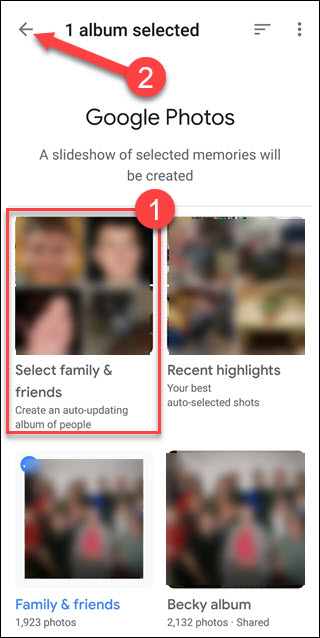 1 album selected
2
Google Photos
A slideshow of selected memories will
be created
1
Select family &
friends
Create an auto-updating
album of people
Recent highlights
Your best
auto-selected shots
Family & friends
1,923 photos
Becky album
2,132 photos · Shared